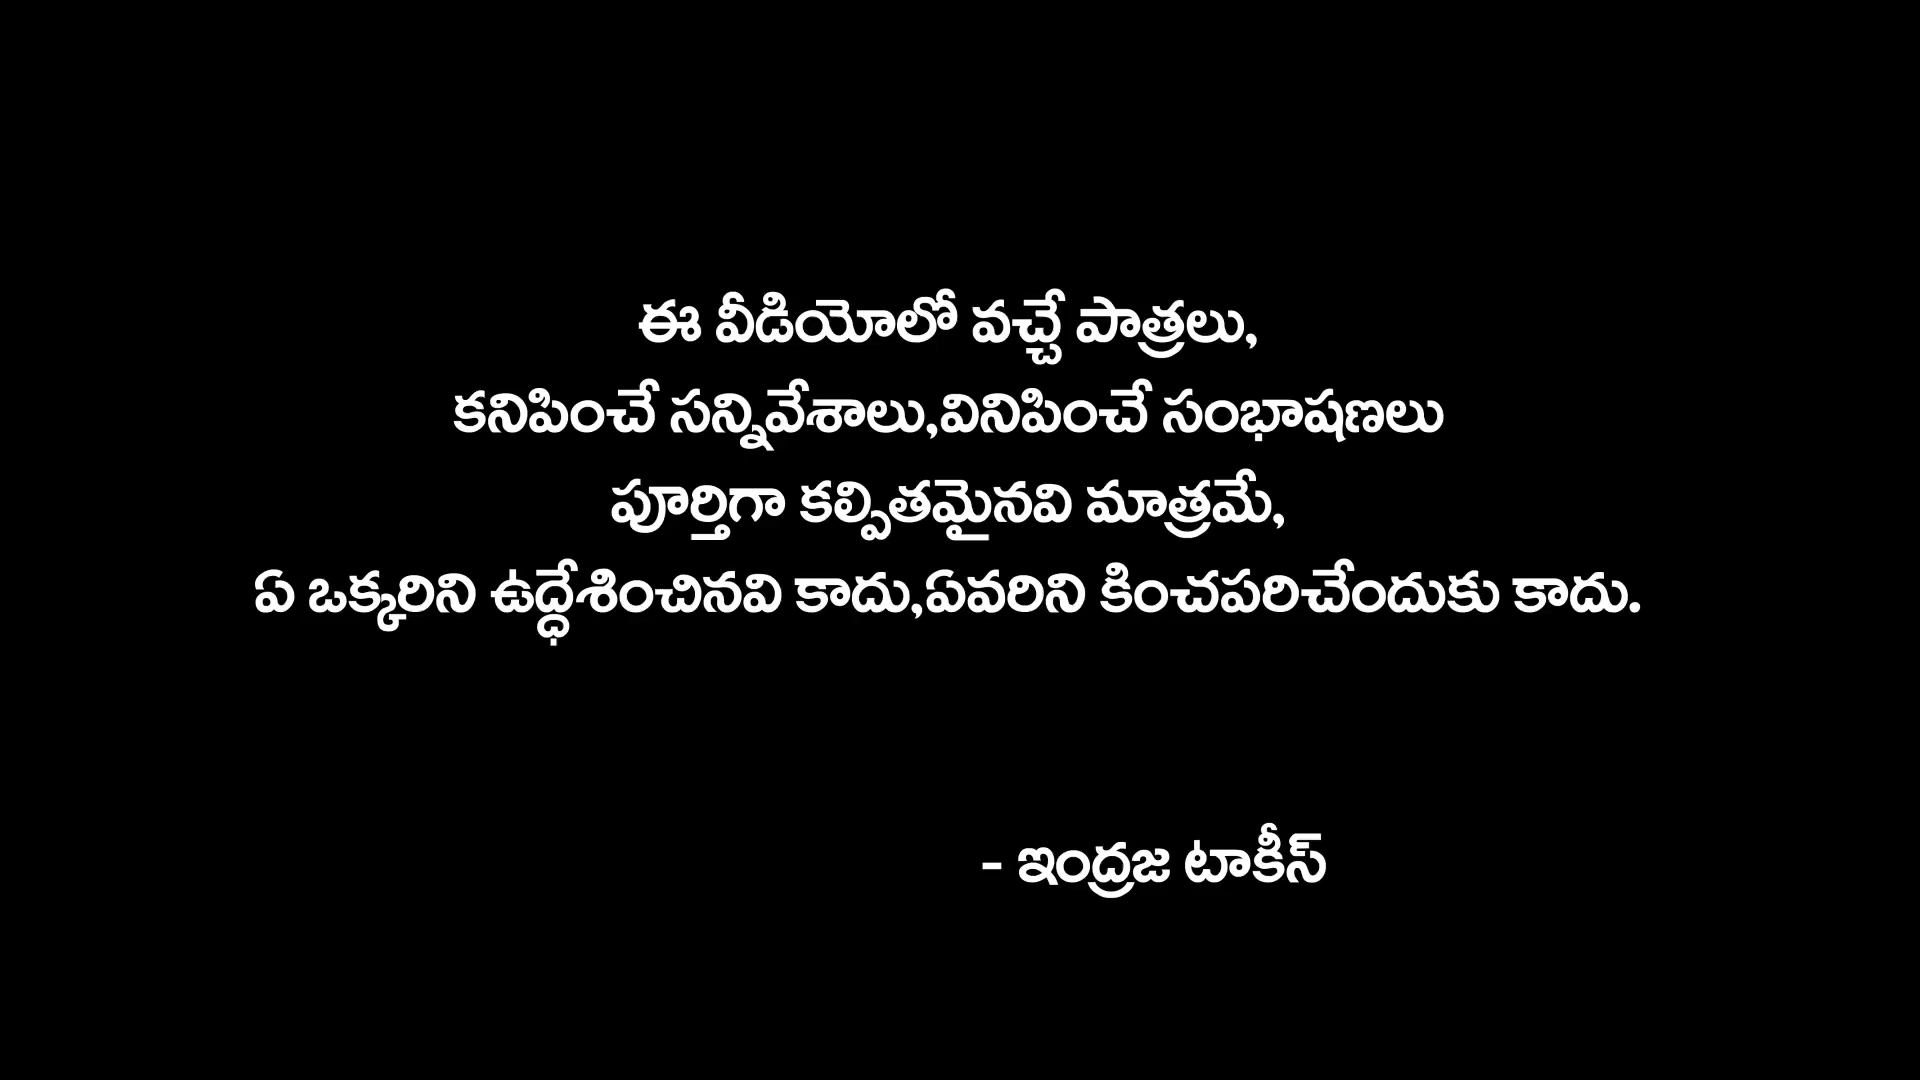 ఈ వీడియోలో వచ్చే పాత్రలు,
కనిపించే సన్నివేశాలు,వినిపించే సంభాషణలు
పూర్తిగా కల్పితమైనవి మాత్రమే,
ఏ ఒక్కరిని ఉద్ధేశించినవి కాదు,ఏవరిని కించపరిచేందుకు కాదు.
- ఇంద్రజ టాకీస్